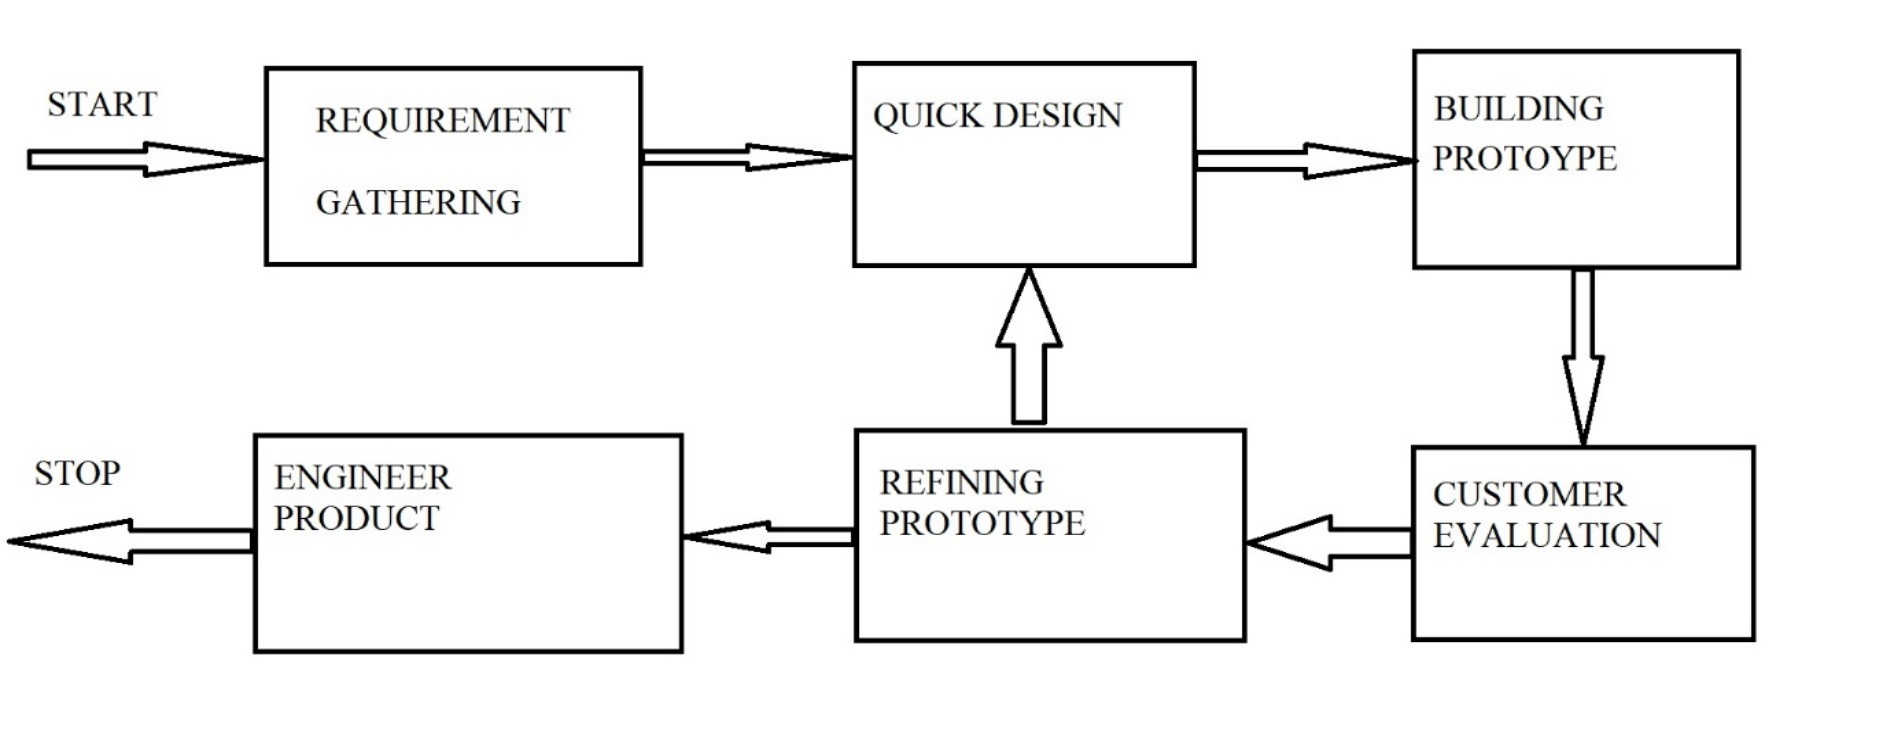 START
REQUIREMENT
GATHERING
QUICK DESIGN
BUILDING
PROTOYPE
STOP
ENGINEER
PRODUCT
REFINING
PROTOTYPE
CUSTOMER
EVALUATION